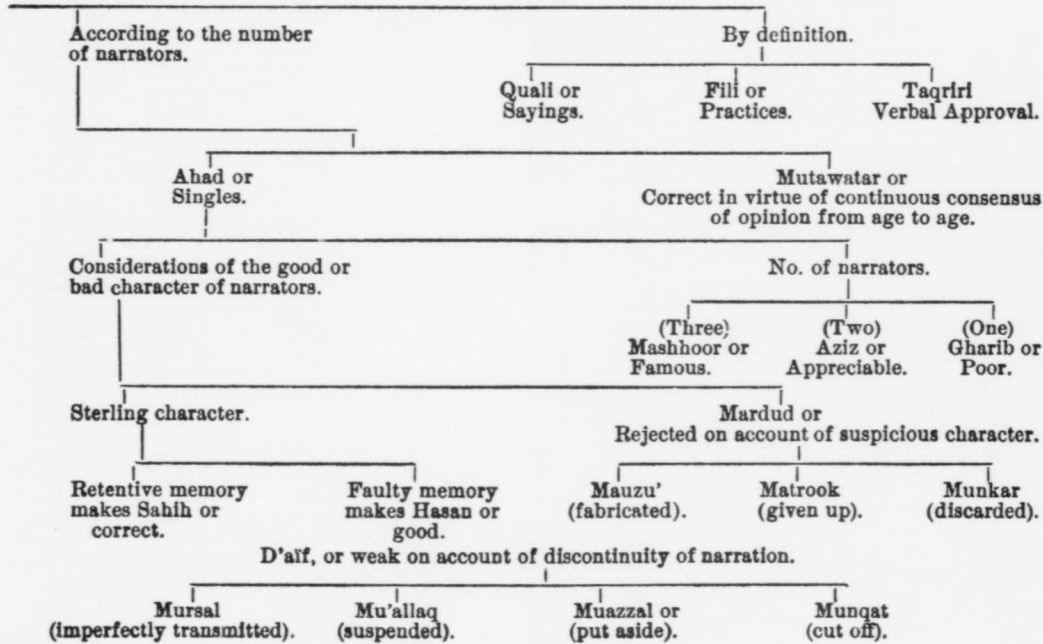 According to the number
of narrators.
By definition.
Quali or
Sayings.
Fili or
Practices.
Taqriri
Verbal Approval.
Ahad or
Singles.
Mutawatar or
Correct in virtue of continuous consensus
of opinion from age to age.
Considerations of the good or
bad character of narrators.
No. of narrators.
(Three)
Mashhoor or
Famous.
(Two)
Aziz or
Appreciable.
(One)
Gharib or
Poor.
Sterling character.
Mardud or
Rejected on account of suspicious character.
Retentive memory
makes Sahih or
correct.
Faulty memory
makes Hasan or
good.
Mauzu'
(fabricated).
Matrook
(given up).
Munkar
(discarded).
D'aïf, or weak on account of discontinuity of narration.
Mursal
(imperfectly transmitted).
Mu'allaq
(suspended).
Muazzal or
(put aside).
Munqat
(cut off).